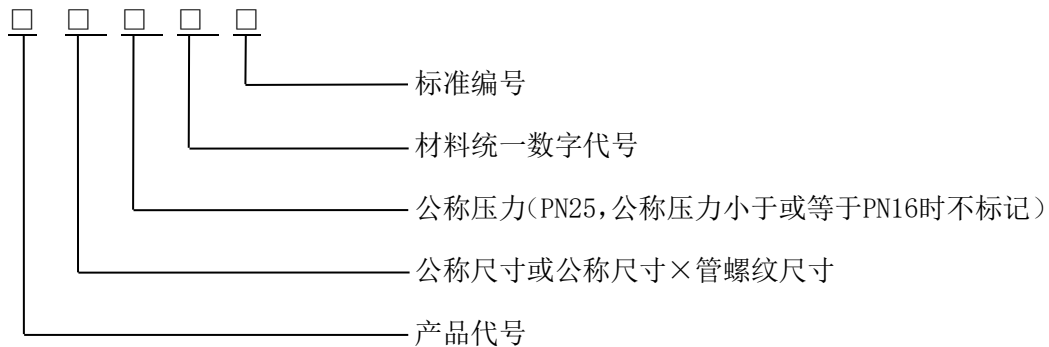 □ □ □ □ □
标准编号
材料统一数字代号
公称压力(PN25,公称压力小于或等于PN16时不标记)
公称尺寸或公称尺寸×管螺纹尺寸
产品代号